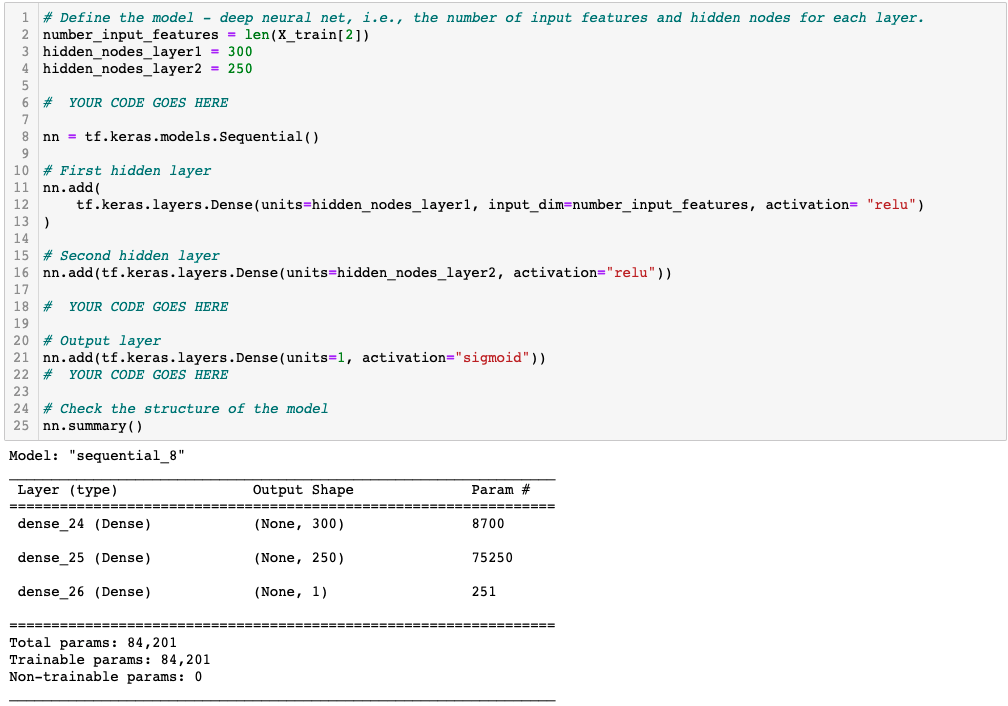 1 # Define the model - deep neural net, i.e., the number of input features and hidden nodes for each layer.
2 number_input_features = len(X_train[2])
3 hidden_nodes_layer1 = 300
4 hidden_nodes_layer2 = 250
5
6 #  YOUR CODE GOES HERE
7
8 nn = tf.keras.models.Sequential()
9
10 # First hidden layer
11 nn.add(
12     tf.keras.layers.Dense(units=hidden_nodes_layer1, input_dim=number_input_features, activation= "relu")
13 )
14
15 # Second hidden layer
16 nn.add(tf.keras.layers.Dense(units=hidden_nodes_layer2, activation="relu"))
17
18 #  YOUR CODE GOES HERE
19
20 # Output layer
21 nn.add(tf.keras.layers.Dense(units=1, activation="sigmoid"))
22 #  YOUR CODE GOES HERE
23
24 # Check the structure of the model
25 nn.summary()
Model: "sequential_8"
Layer (type) Output Shape Param #
dense_24 (Dense) (None, 300) 8700
dense_25 (Dense) (None, 250) 75250
dense_26 (Dense) (None, 1) 251
Total params: 84,201
Trainable params: 84,201
Non-trainable params: 0